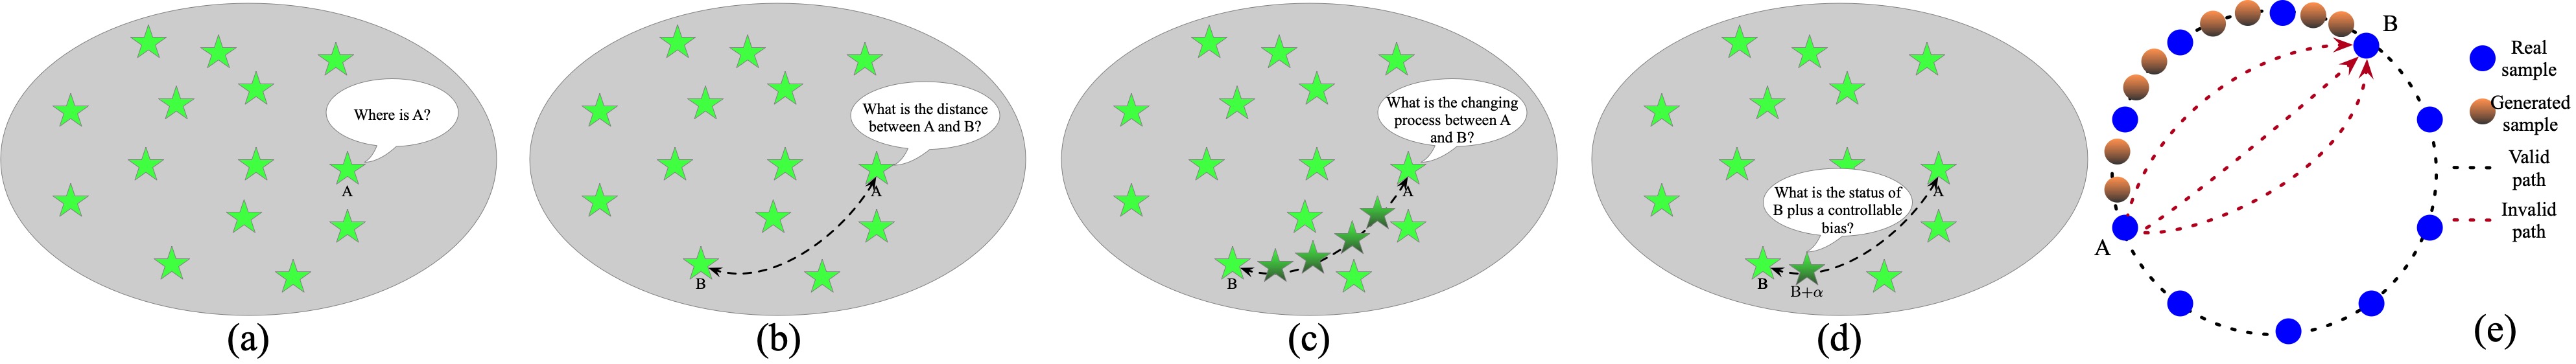 Where is A?
A
(a)
What is the distance
between A and B?
A
B
(b)
What is the changing
process between A
and B?
A
B
(c)
What is the status of
B plus a controllable
bias?
A
B
B+α
(d)
B
A
Real
sample
Generated
sample
Valid
path
Invalid
path
(e)